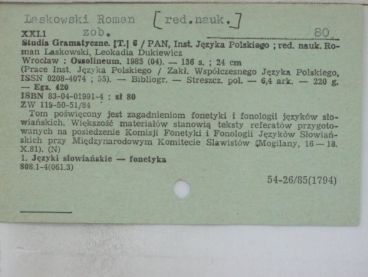 Laskowski Roman [red.nauk.]
XXI.1 zob. 80
Studia Gramatyczne. [T.] 6 / PAN, Inst. Języka Polskiego ; red. nauk. Ro-
man Laskowski, Leokadia Dukiewicz
Wrocław : Ossolineum. 1985 (04). — 136 s. ; 24 cm
(Prace Inst. Języka Polskiego / Zakł. Współczesnego Języka Polskiego,
ISSN 0208-4074 ; 55). — Bibliogr. — Streszcz. pol. — 6,4 ark. — 220 g.
— Egz. 420
ISBN 83-04-01991-4 : zł 80
ZW 119-50-51/84
Tom poświęcony jest zagadnieniom fonetyki i fonologii języków sło-
wiańskich. Większość materiałów stanowią teksty referatów przygoto-
wanych na posiedzenie Komisji Fonetyki i Fonologii Języków Słowiań-
skich przy Międzynarodowym Komitecie Slawistów (Mogilany, 16 — 18.
X.81). (N)
1. Języki słowiańskie — fonetyka
808.1-4(061.3)
54-26/85(1794)